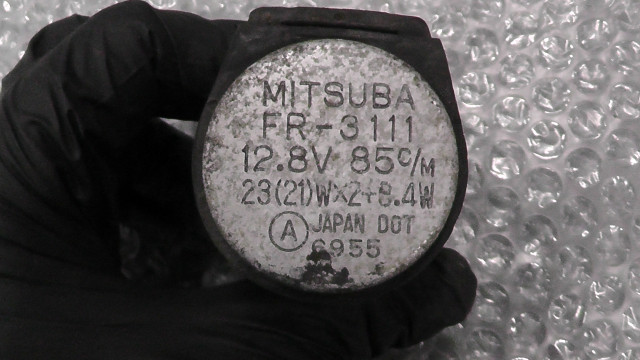 MITSUBA
FR-3111
12.8V 85c/M
23(21)W×2+8.4W
A JAPAN DOT
6955